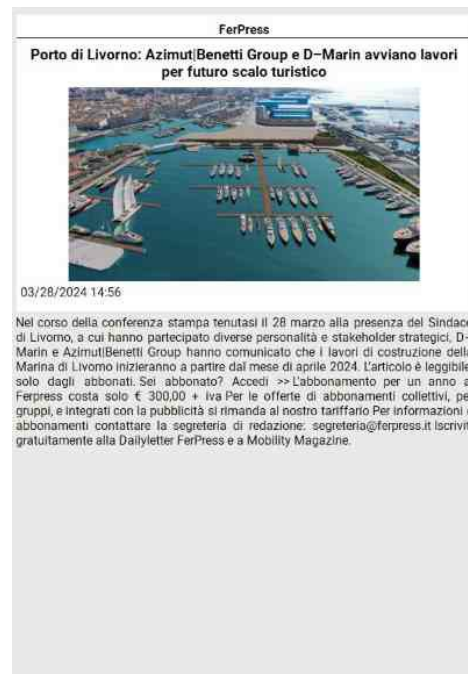 FerPress
Porto di Livorno: Azimut|Benetti Group e D–Marin avviano lavori
per futuro scalo turistico
03/28/2024 14:56
Nel corso della conferenza stampa tenutasi il 28 marzo alla presenza del Sindaco
di Livorno, a cui hanno partecipato diverse personalità e stakeholder strategici, D-
Marin e Azimut|Benetti Group hanno comunicato che i lavori di costruzione della
Marina di Livorno inizieranno a partire dal mese di aprile 2024. L'articolo è leggibile
solo dagli abbonati. Sei abbonato? Accedi >> L'abbonamento per un anno a
Ferpress costa solo € 300,00 + iva Per le offerte di abbonamenti collettivi, per
gruppi, e integrati con la pubblicità si rimanda al nostro tariffario Per informazioni e
abbonamenti contattare la segreteria di redazione: segreteria@ferpress.it Iscriviti
gratuitamente alla Dailyletter FerPress e a Mobility Magazine.